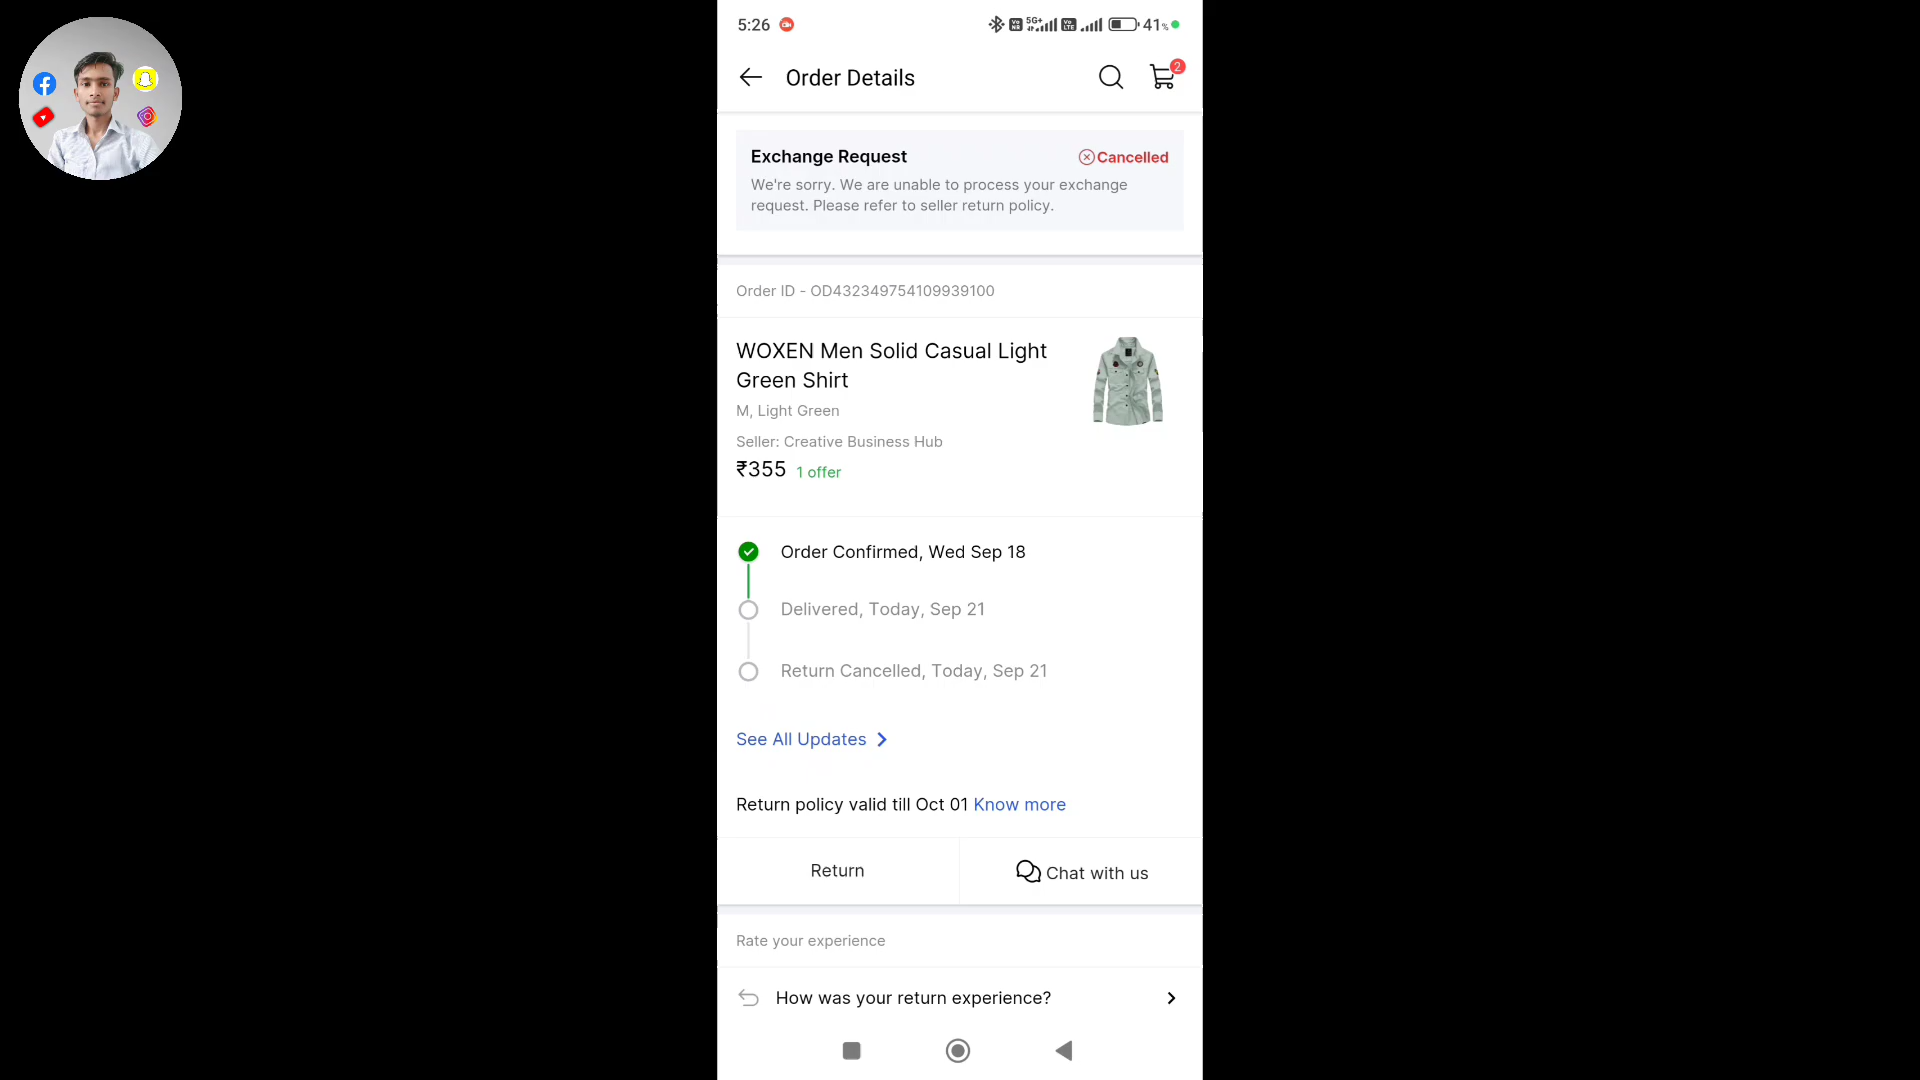 5:26
5G+
41%
Order Details
2
Exchange Request
Cancelled
We're sorry. We are unable to process your exchange
request. Please refer to seller return policy.
Order ID - OD432349754109939100
WOXEN Men Solid Casual Light
Green Shirt
M, Light Green
Seller: Creative Business Hub
₹355 1 offer
Order Confirmed, Wed Sep 18
Delivered, Today, Sep 21
Return Cancelled, Today, Sep 21
See All Updates
Return policy valid till Oct 01 Know more
Return
Chat with us
Rate your experience
How was your return experience?